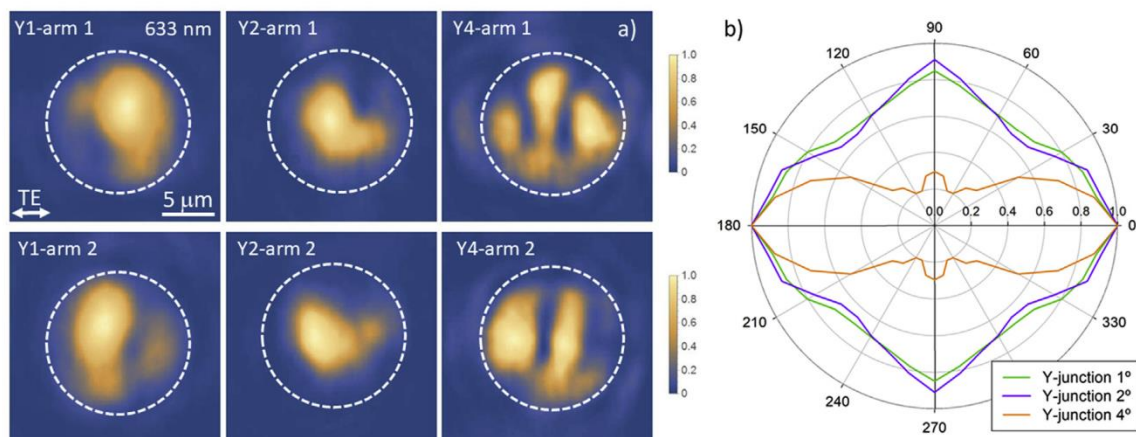 Y1-arm 1 633 nm
Y2-arm 1
Y4-arm 1 a)
TE
5 µm
1.0
0.8
0.6
0.4
0.2
0
Y1-arm 2
Y2-arm 2
Y4-arm 2
1.0
0.8
0.6
0.4
0.2
0
b)
90
120 60
150 30
180 0.0 0.2 0.4 0.6 0.8 1.0 0
210 330
240
270
Y-junction 1º
Y-junction 2º
Y-junction 4º